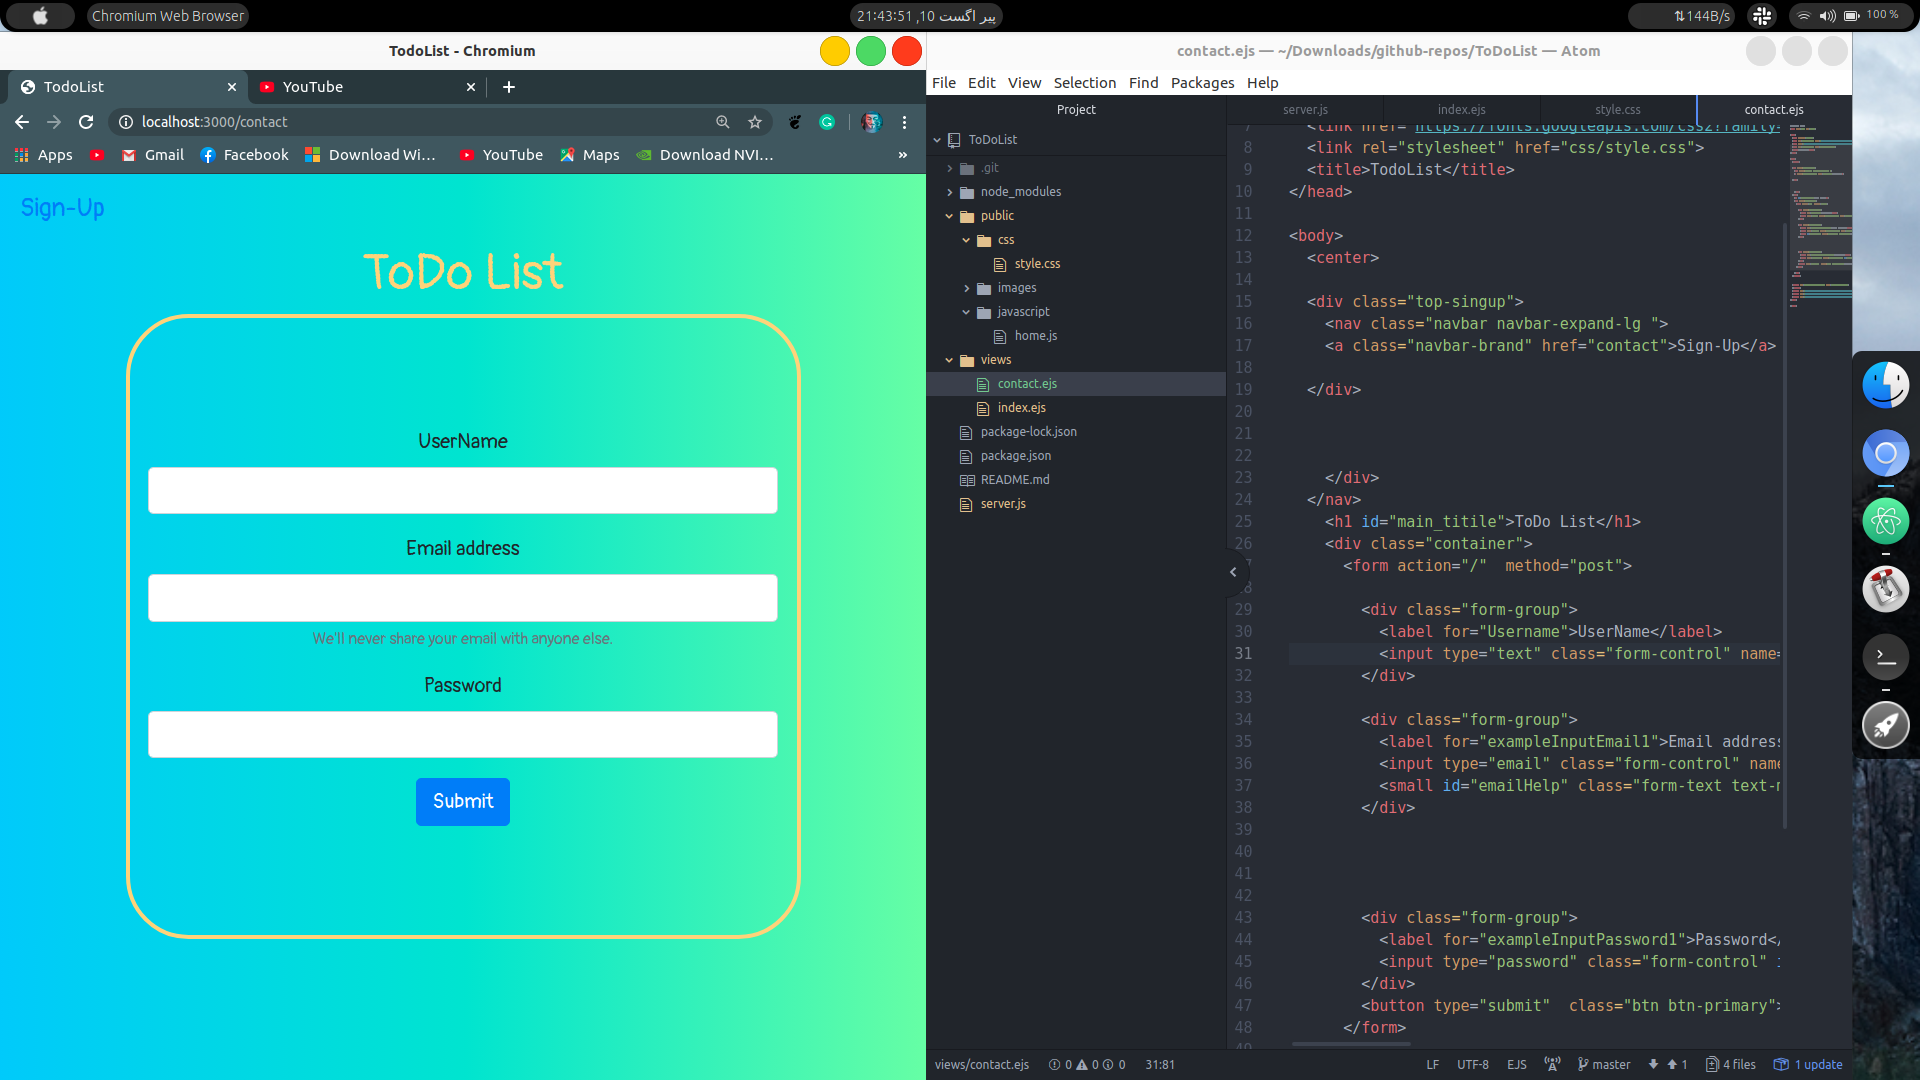 Chromium Web Browser
21:43:51 ,10 پیر اگست
144B/s
100 %
TodoList - Chromium
TodoList
YouTube
localhost:3000/contact
Apps
Gmail
Facebook
Download Wi...
YouTube
Maps
Download NVI...
»
Sign-Up
ToDo List
UserName
Email address
We'll never share your email with anyone else.
Password
Submit
contact.ejs — ~/Downloads/github-repos/ToDoList — Atom
File Edit View Selection Find Packages Help
Project
ToDoList
.git
node_modules
public
css
style.css
images
javascript
home.js
views
contact.ejs
index.ejs
package-lock.json
package.json
README.md
server.js
server.js
index.ejs
style.css
contact.ejs
7 <link href="https://fonts.googleapis.com/css2?family=
8 <link rel="stylesheet" href="css/style.css">
9 <title>TodoList</title>
10 </head>
11
12 <body>
13 <center>
14
15 <div class="top-singup">
16 <nav class="navbar navbar-expand-lg ">
17 <a class="navbar-brand" href="contact">Sign-Up</a>
18
19 </div>
20
21
22
23 </div>
24 </nav>
25 <h1 id="main_titile">ToDo List</h1>
26 <div class="container">
<form action="/"  method="post">
28
29 <div class="form-group">
30 <label for="Username">UserName</label>
31 <input type="text" class="form-control" name=
32 </div>
33
34 <div class="form-group">
35 <label for="exampleInputEmail1">Email address
36 <input type="email" class="form-control" nam
37 <small id="emailHelp" class="form-text text-
38 </div>
39
40
41
42
43 <div class="form-group">
44 <label for="exampleInputPassword1">Password</
45 <input type="password" class="form-control" i
46 </div>
47 <button type="submit"  class="btn btn-primary">
48 </form>
views/contact.ejs
0
0
0
31:81
LF
UTF-8
EJS
master
1
4 files
1 update